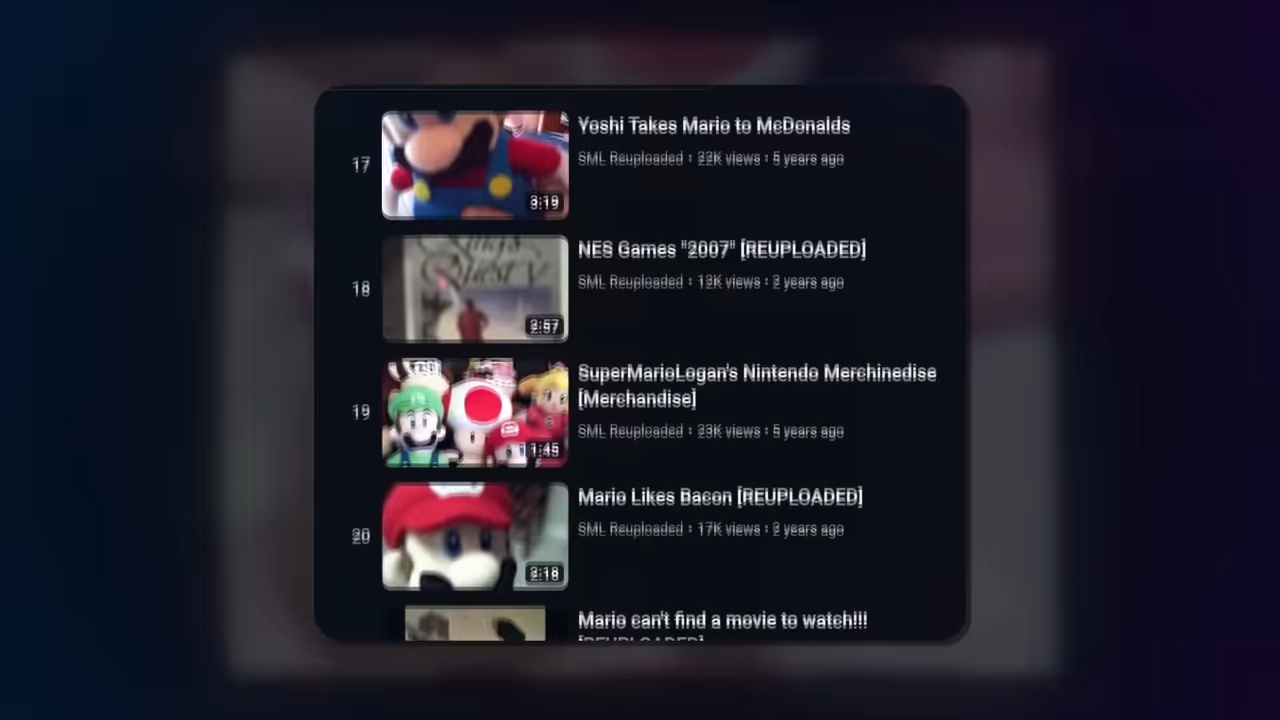 17
Yoshi Takes Mario to McDonalds
SML Reuploaded • 22K views • 5 years ago
3:19
18
NES Games "2007" [REUPLOADED]
SML Reuploaded • 12K views • 2 years ago
2:57
19
SuperMarioLogan's Nintendo Merchinedise
[Merchandise]
SML Reuploaded • 23K views • 5 years ago
1:45
20
Mario Likes Bacon [REUPLOADED]
SML Reuploaded • 17K views • 2 years ago
2:18
Mario can't find a movie to watch!!!
[REUPLOADED]